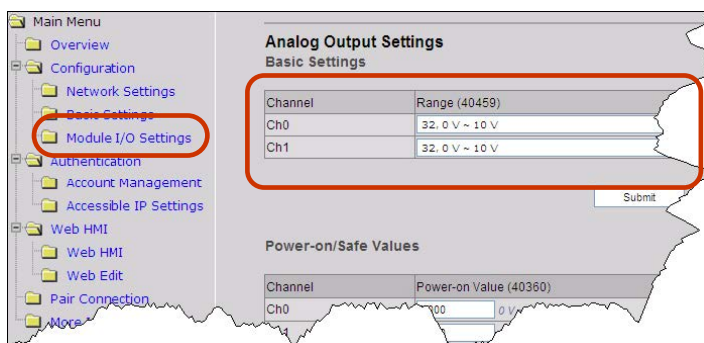 Main Menu
Overview
Configuration
Network Settings
Basic Settings
Module I/O Settings
Authentication
Account Management
Accessible IP Settings
Web HMI
Web HMI
Web Edit
Pair Connection
More
Analog Output Settings
Basic Settings
Channel Range (40459)
Ch0 32, 0 V ~ 10 V
Ch1 32, 0 V ~ 10 V
Submit
Power-on/Safe Values
Channel Power-on Value (40360)
Ch0 0 V